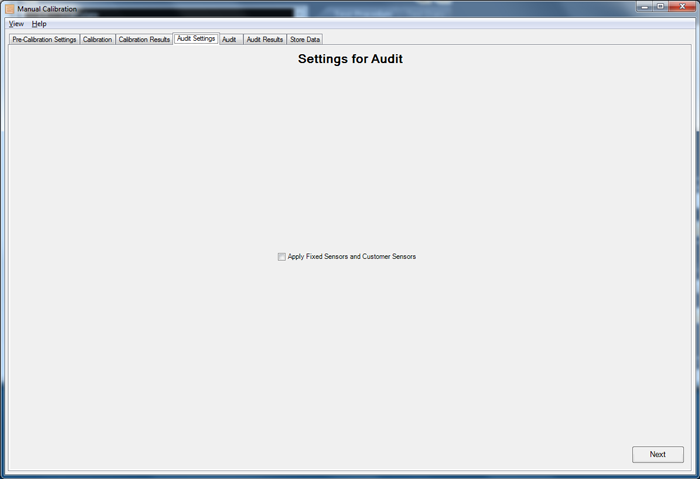 Manual Calibration
View Help
Pre-Calibration Settings Calibration Calibration Results Audit Settings Audit Audit Results Store Data
Settings for Audit
Apply Fixed Sensors and Customer Sensors
Next